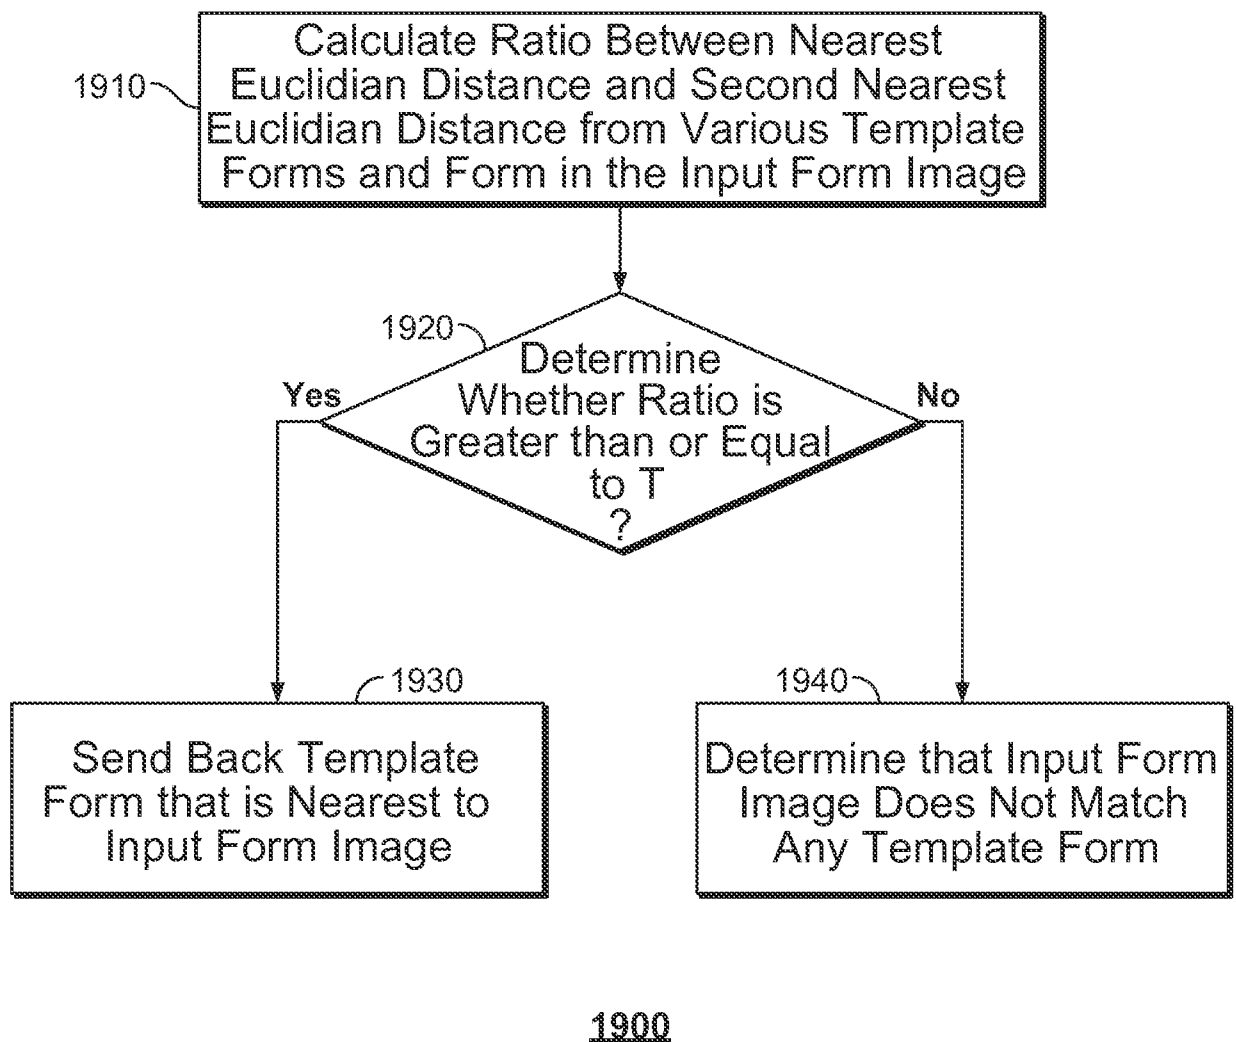 Calculate Ratio Between Nearest
Euclidian Distance and Second Nearest
Euclidian Distance from Various Template
Forms and Form in the Input Form Image
1910
1920
Determine
Whether Ratio is
Greater than or Equal
to T
?
Yes
No
1930
Send Back Template
Form that is Nearest to
Input Form Image
1940
Determine that Input Form
Image Does Not Match
Any Template Form
1900